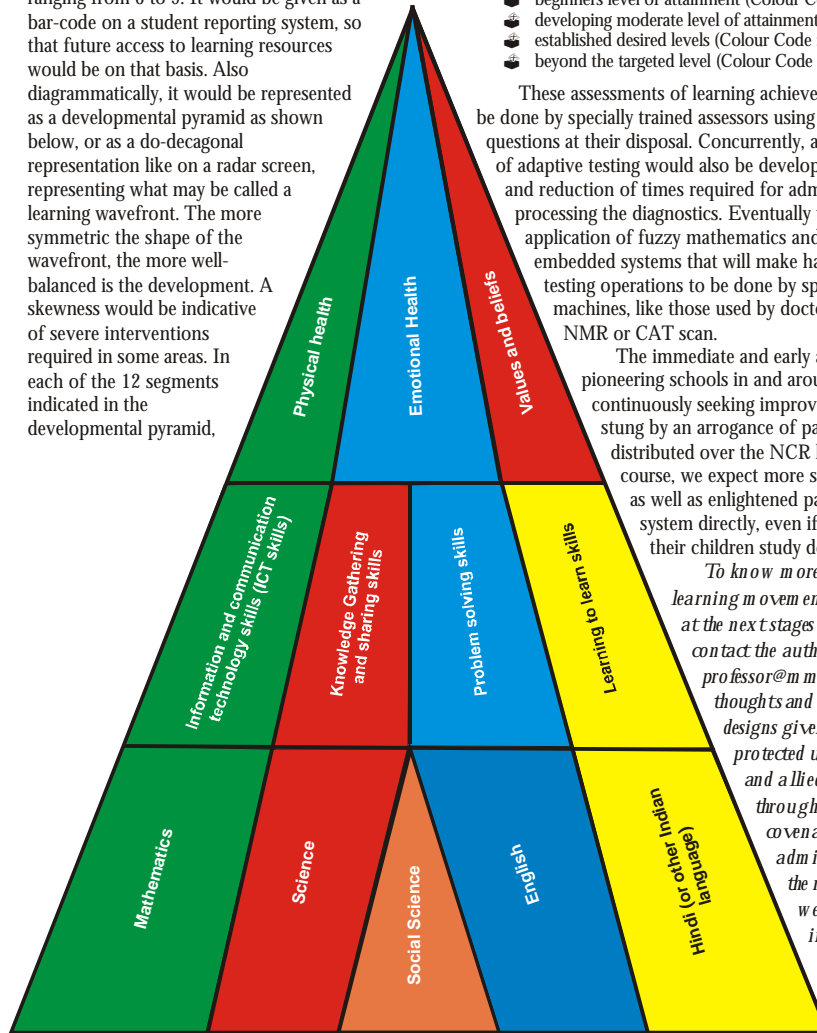 ranging from 0 to 9. It would be given as a
bar-code on a student reporting system, so
that future access to learning resources
would be on that basis. Also
diagrammatically, it would be represented
as a developmental pyramid as shown
below, or as a do-decagonal
representation like on a radar screen,
representing what may be called a
learning wavefront. The more
symmetric the shape of the
wavefront, the more well-
balanced is the development. A
skewness would be indicative
of severe interventions
required in some areas. In
each of the 12 segments
indicated in the
developmental pyramid,
beginners level of attainment (Colour C
developing moderate level of attainment
established desired levels (Colour Code
beyond the targeted level (Colour Code
These assessments of learning achieve
be done by specially trained assessors using
questions at their disposal. Concurrently, a
of adaptive testing would also be develop
and reduction of times required for adm
processing the diagnostics. Eventually
application of fuzzy mathematics and
embedded systems that will make ha
testing operations to be done by sp
machines, like those used by docto
NMR or CAT scan.
The immediate and early a
pioneering schools in and arou
continuously seeking improv
stung by an arrogance of pa
distributed over the NCR
course, we expect more s
as well as enlightened pa
system directly, even if
their children study do
To know more
learning movemen
at the next stages
contact the auth
professor@mm
thoughts and
designs give
protected u
and allied
through
covena
admi
the r
we
in
Physical health
Emotional Health
Values and beliefs
Information and communication
technology skills (ICT skills)
Knowledge Gathering
and sharing skills
Problem solving skills
Learning to learn skills
Mathematics
Science
Social Science
English
Hindi (or other Indian
language)